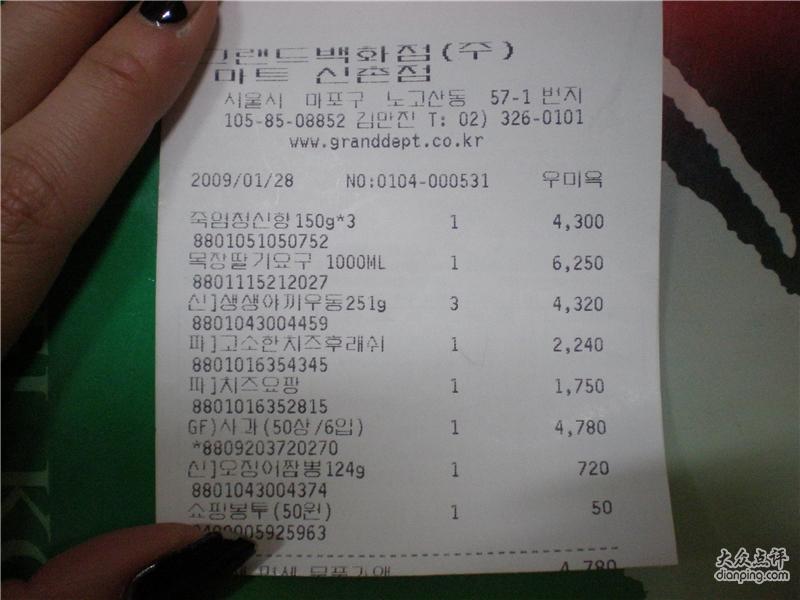 그랜드백화점(주)
마트 신촌점
서울시 마포구 노고산동 57-1 번지
105-85-08852 김만진 T: 02) 326-0101
www.granddept.co.kr
2009/01/28 NO:0104-000531 우미옥
죽염청신향150g*3 1 4,300
8801051050752
목장딸기요구 1000ML 1 6,250
8801115212027
신]생생야끼우동251g 3 4,320
8801043004459
파]고소한치즈후래쉬 1 2,240
8801016354345
파]치즈요팡 1 1,750
8801016352815
GF)사과(50상/6입) 1 4,780
*8809203720270
신]오징어짬뽕124g 1 720
8801043004374
쇼핑봉투(50원) 1 50
005925963
4,780
大众点评
dianping.com